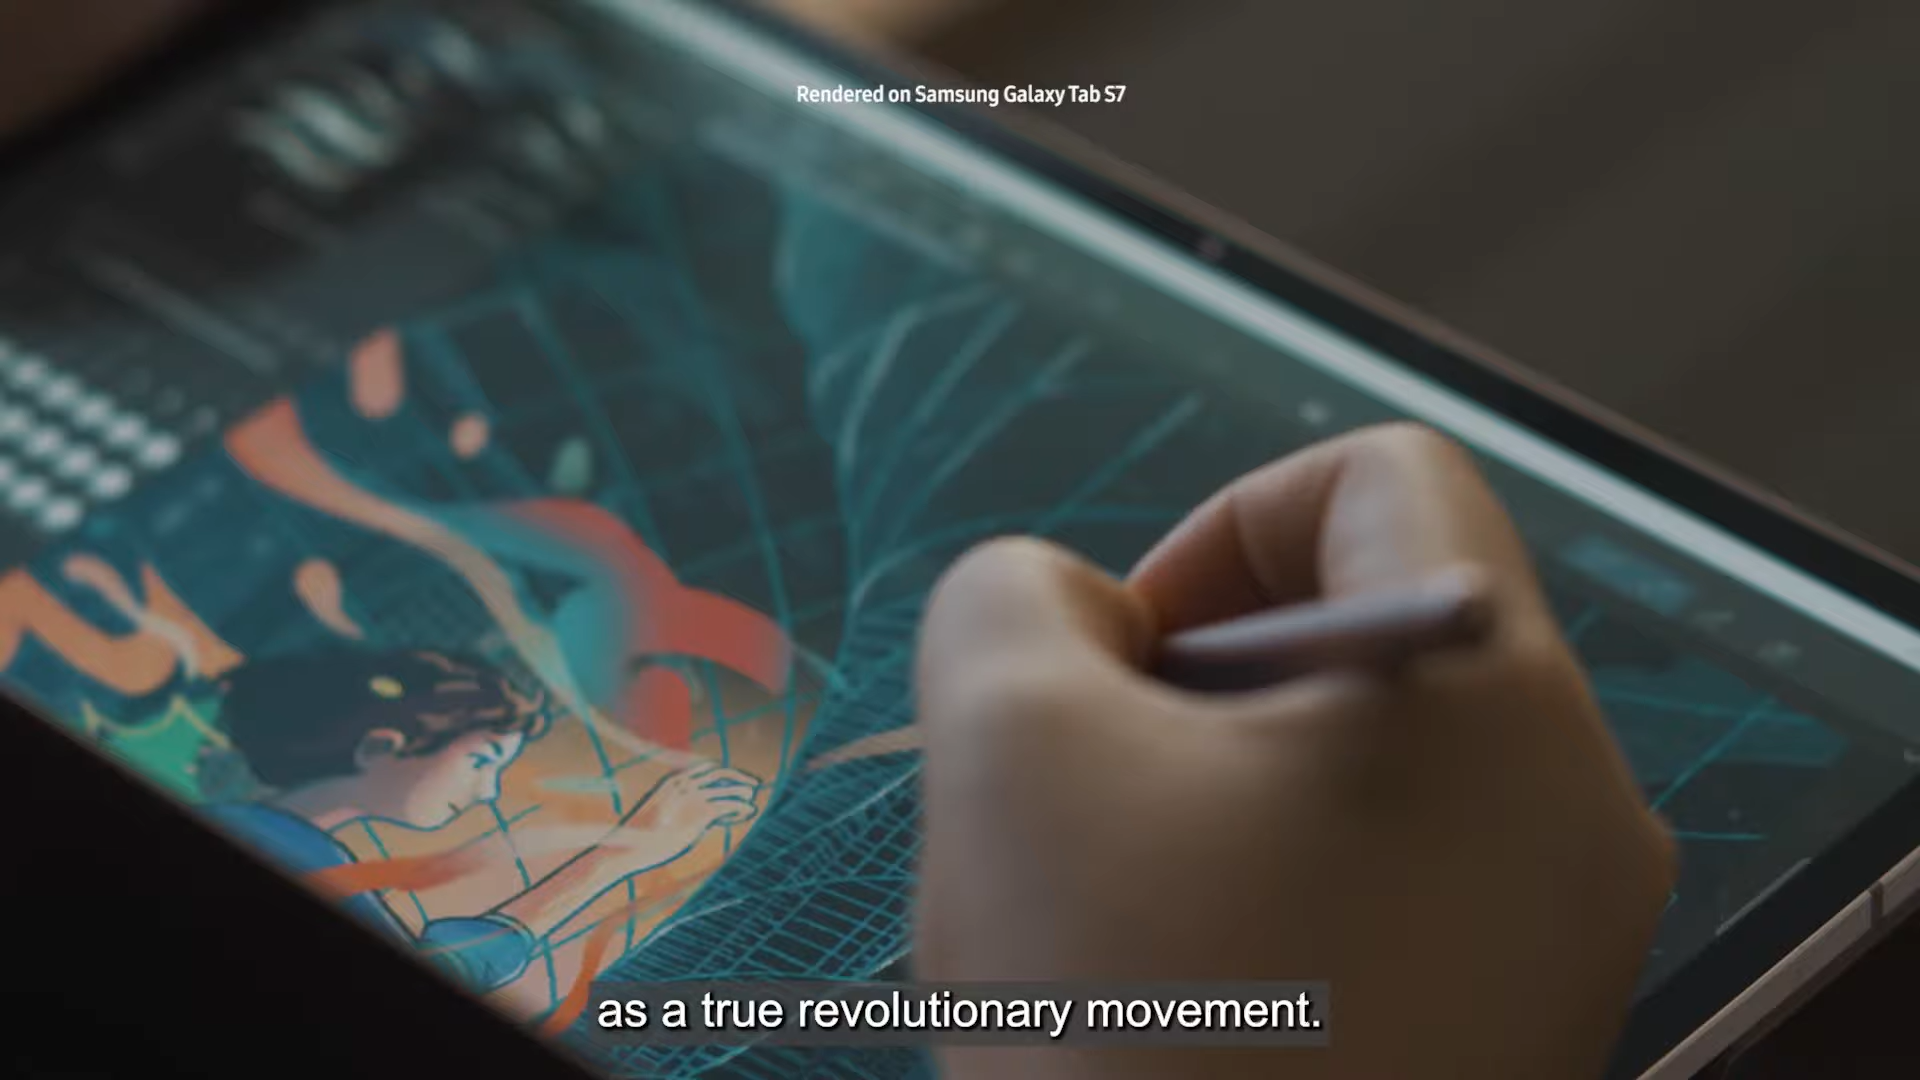 Rendered on Samsung Galaxy Tab S7
as a true revolutionary movement.